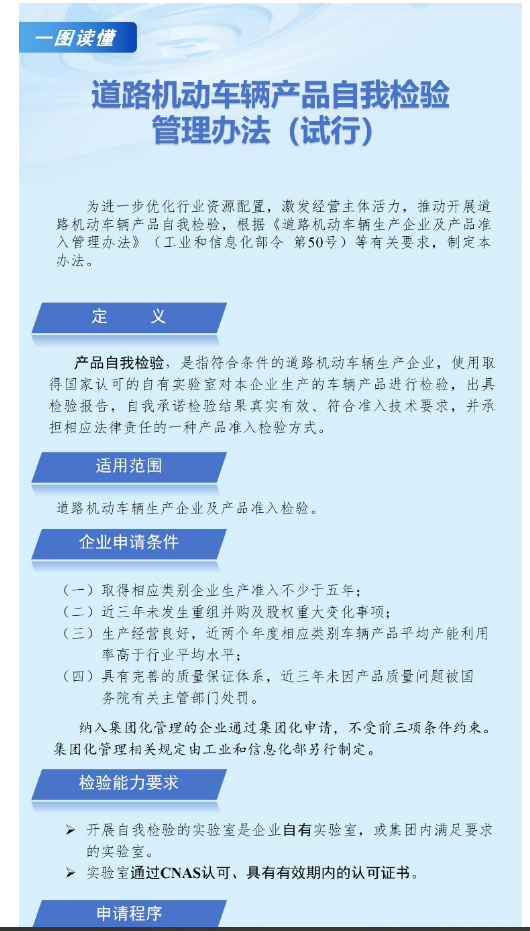 一图读懂
道路机动车辆产品自我检验
管理办法（试行）
为进一步优化行业资源配置，激发经营主体活力，推动开展道
路机动车辆产品自我检验，根据《道路机动车辆生产企业及产品准
入管理办法》（工业和信息化部令 第50号）等有关要求，制定本
办法。
定 义
产品自我检验，是指符合条件的道路机动车辆生产企业，使用取
得国家认可的自有实验室对本企业生产的车辆产品进行检验，出具
检验报告，自我承诺检验结果真实有效、符合准入技术要求，并承
担相应法律责任的一种产品准入检验方式。
适用范围
道路机动车辆生产企业及产品准入检验。
企业申请条件
（一）取得相应类别企业生产准入不少于五年；
（二）近三年未发生重组并购及股权重大变化事项；
（三）生产经营良好，近两个年度相应类别车辆产品平均产能利用
率高于行业平均水平；
（四）具有完善的质量保证体系，近三年未因产品质量问题被国
务院有关主管部门处罚。
纳入集团化管理的企业通过集团化申请，不受前三项条件约束。
集团化管理相关规定由工业和信息化部另行制定。
检验能力要求
➢ 开展自我检验的实验室是企业自有实验室，或集团内满足要求
的实验室。
➢ 实验室通过CNAS认可、具有有效期内的认可证书。
申请程序